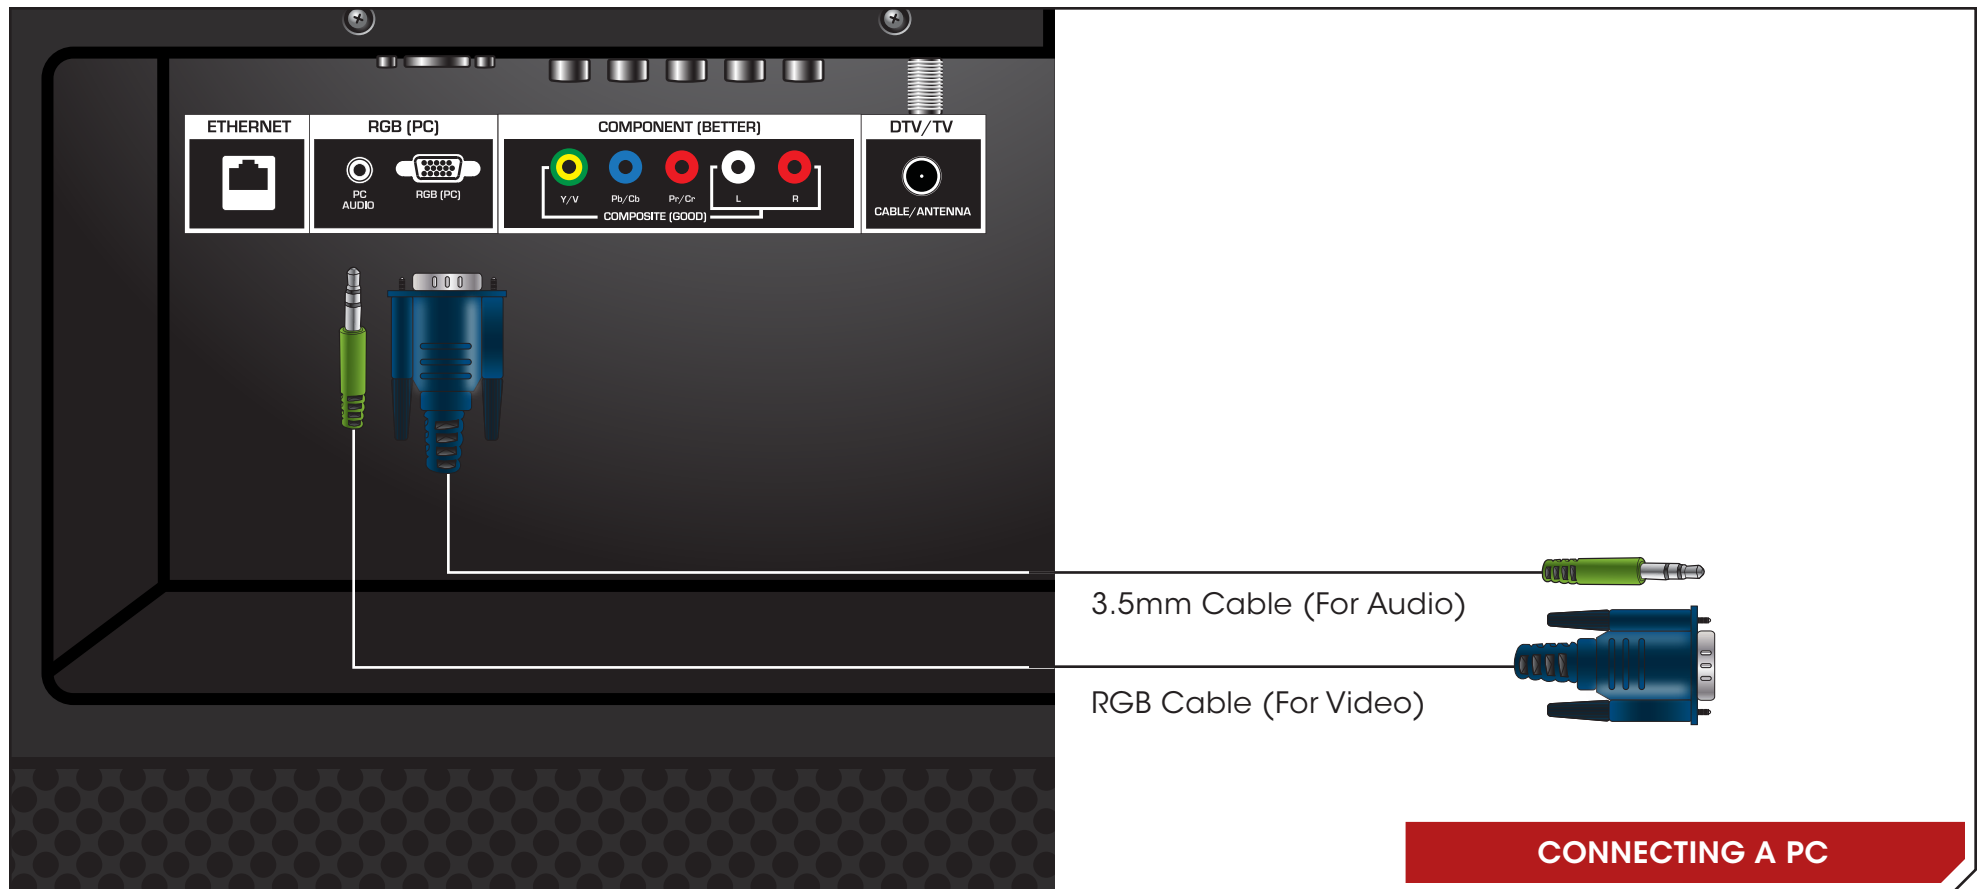 ETHERNET
RGB (PC)
COMPONENT (BETTER)
DTV/TV
PC
AUDIO
RGB (PC)
Y/V
Pb/Cb
Pr/Cr
L
R
COMPOSITE (GOOD)
CABLE/ANTENNA
3.5mm Cable (For Audio)
RGB Cable (For Video)
CONNECTING A PC